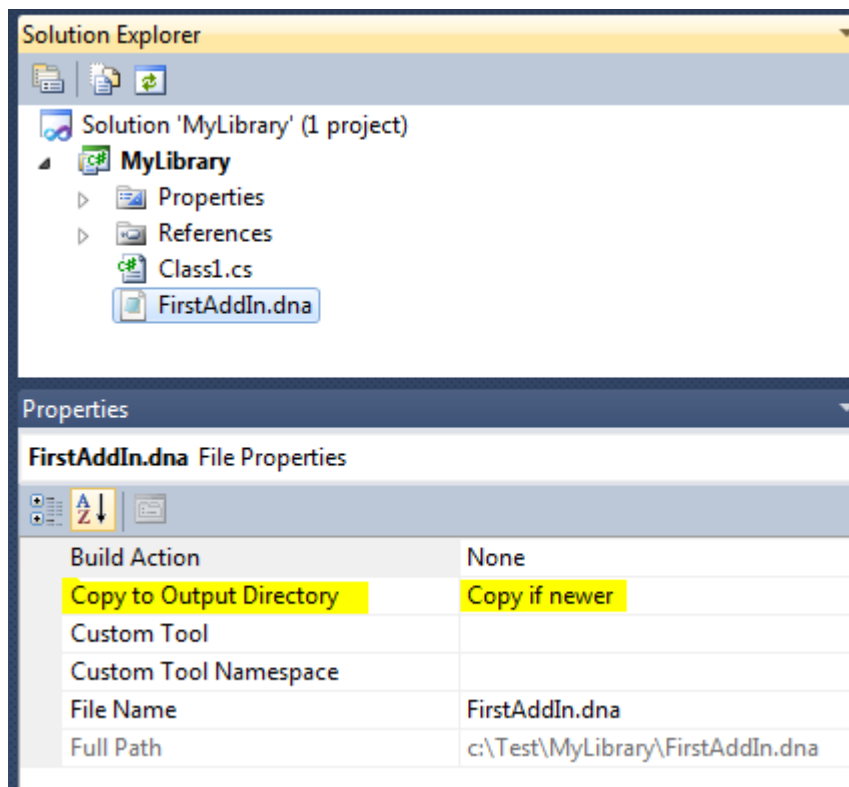 Solution Explorer
Solution 'MyLibrary' (1 project)
MyLibrary
Properties
References
Class1.cs
FirstAddIn.dna
Properties
FirstAddIn.dna File Properties
Build Action None
Copy to Output Directory Copy if newer
Custom Tool
Custom Tool Namespace
File Name FirstAddIn.dna
Full Path c:\Test\MyLibrary\FirstAddIn.dna